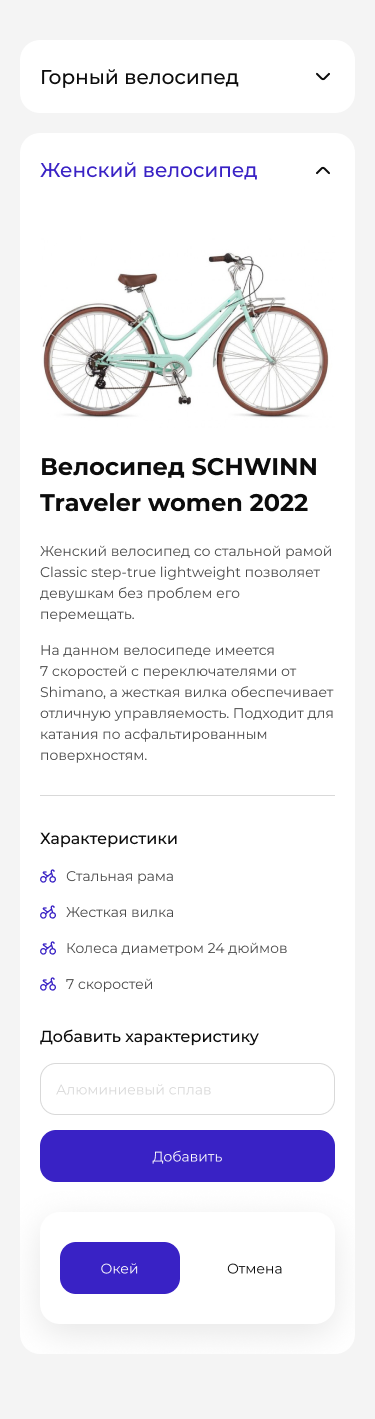 Горный велосипед
Женский велосипед
Велосипед SCHWINN
Traveler women 2022
Женский велосипед со стальной рамой
Classic step-true lightweight позволяет
девушкам без проблем его
перемещать.
На данном велосипеде имеется
7 скоростей с переключателями от
Shimano, а жесткая вилка обеспечивает
отличную управляемость. Подходит для
катания по асфальтированным
поверхностям.
Характеристики
Стальная рама
Жесткая вилка
Колеса диаметром 24 дюймов
7 скоростей
Добавить характеристику
Алюминиевый сплав
Добавить
Окей
Отмена